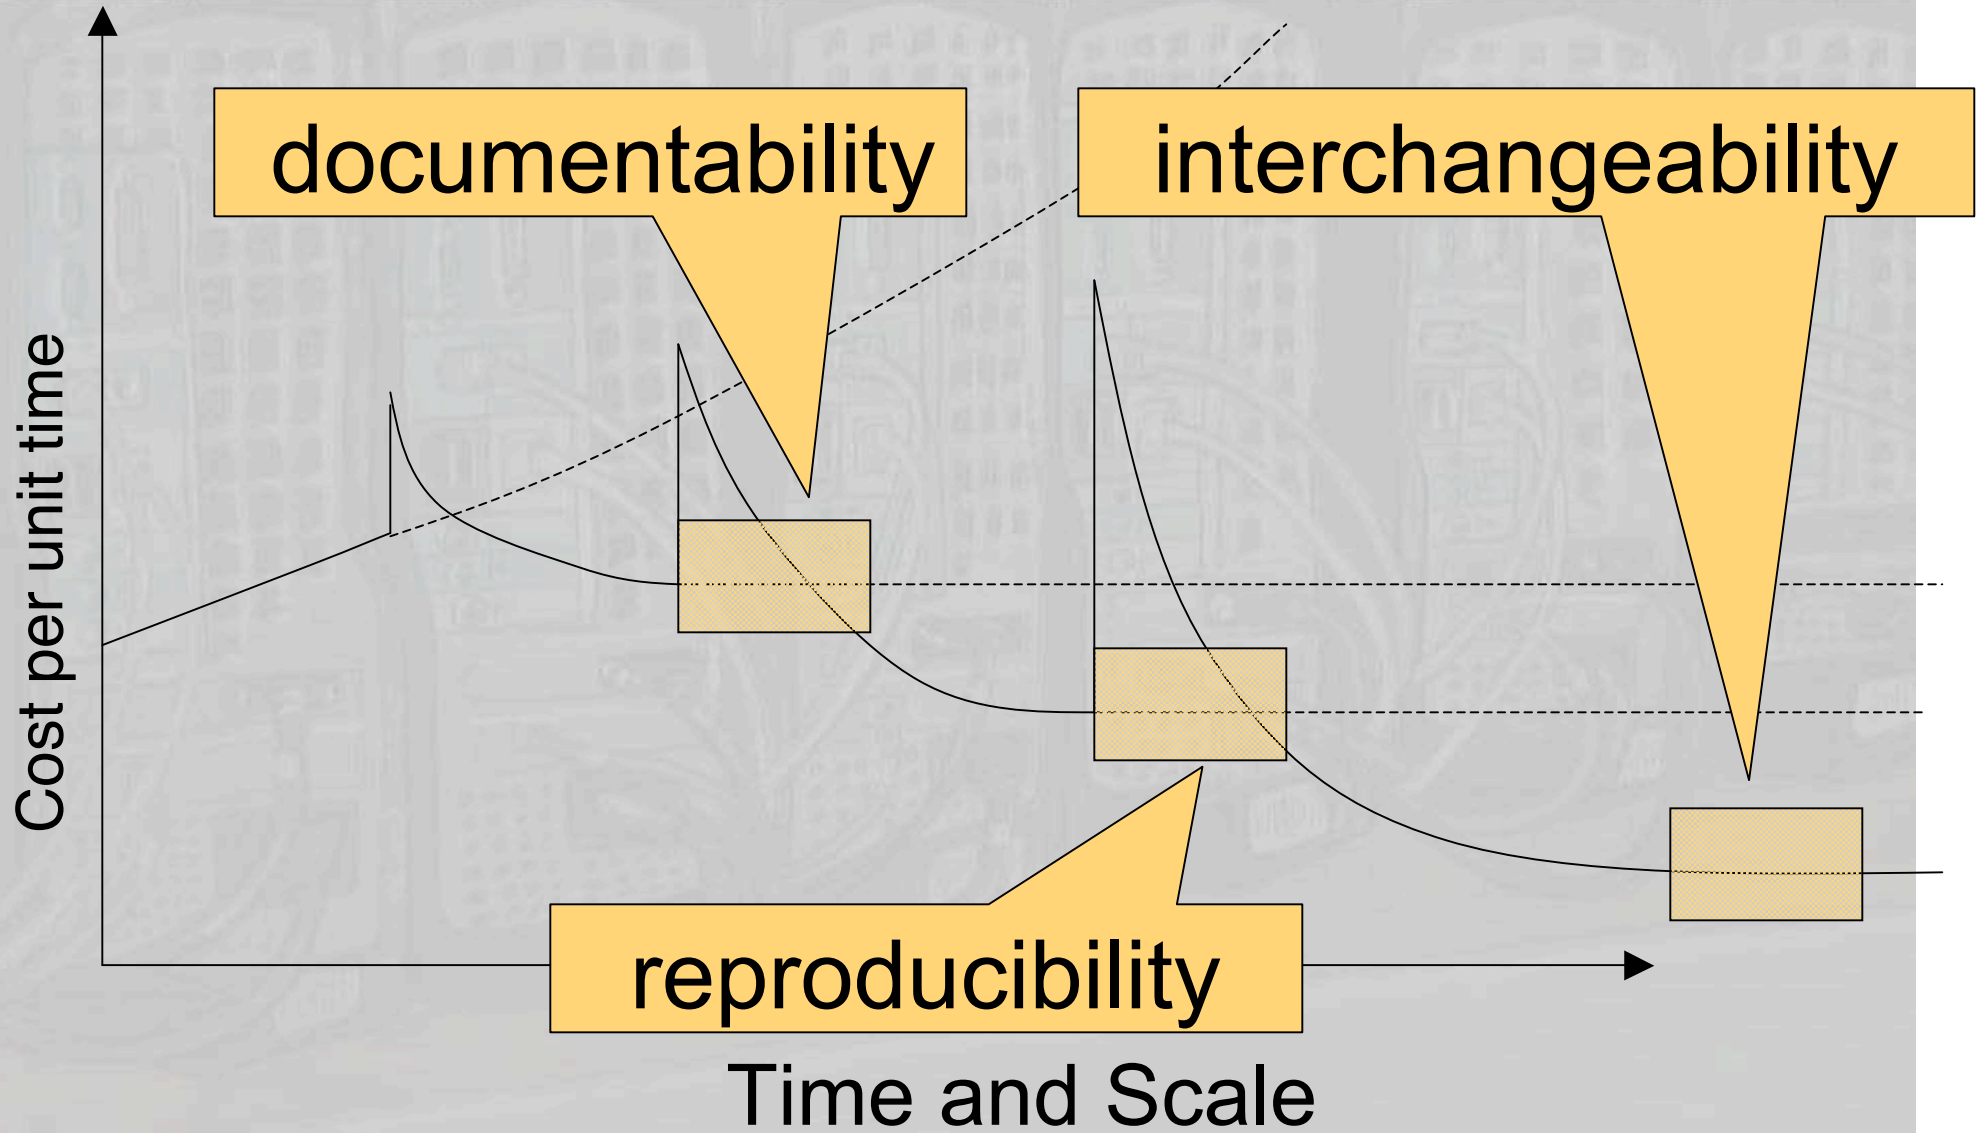 documentability
interchangeability
Cost per unit time
reproducibility
Time and Scale